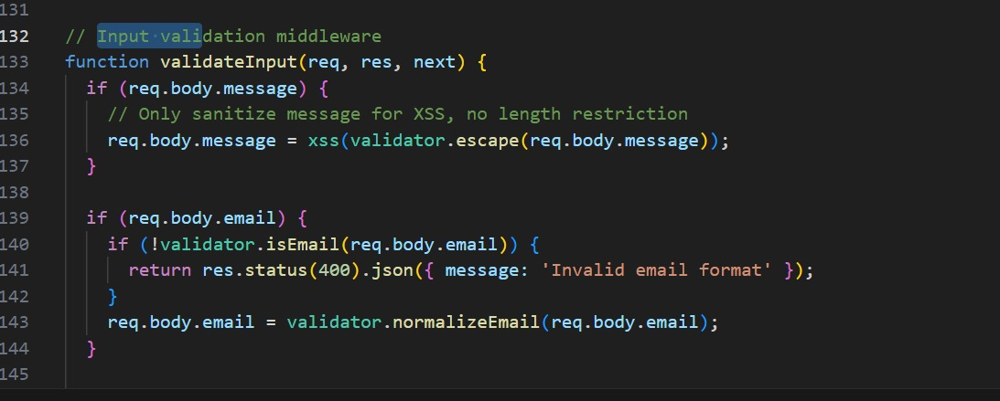 131
132 // Input validation middleware
133 function validateInput(req, res, next) {
134   if (req.body.message) {
135     // Only sanitize message for XSS, no length restriction
136     req.body.message = xss(validator.escape(req.body.message));
137   }
138
139   if (req.body.email) {
140     if (!validator.isEmail(req.body.email)) {
141       return res.status(400).json({ message: 'Invalid email format' });
142     }
143     req.body.email = validator.normalizeEmail(req.body.email);
144   }
145